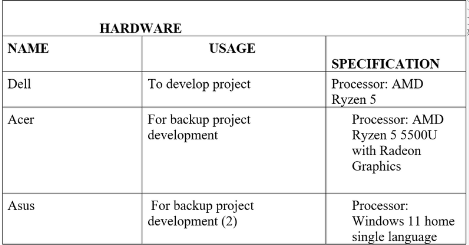 HARDWARE
NAME USAGE SPECIFICATION
Dell To develop project Processor: AMD
Ryzen 5
Acer For backup project Processor: AMD
development Ryzen 5 5500U
with Radeon
Graphics
Asus For backup project Processor:
development (2) Windows 11 home
single language